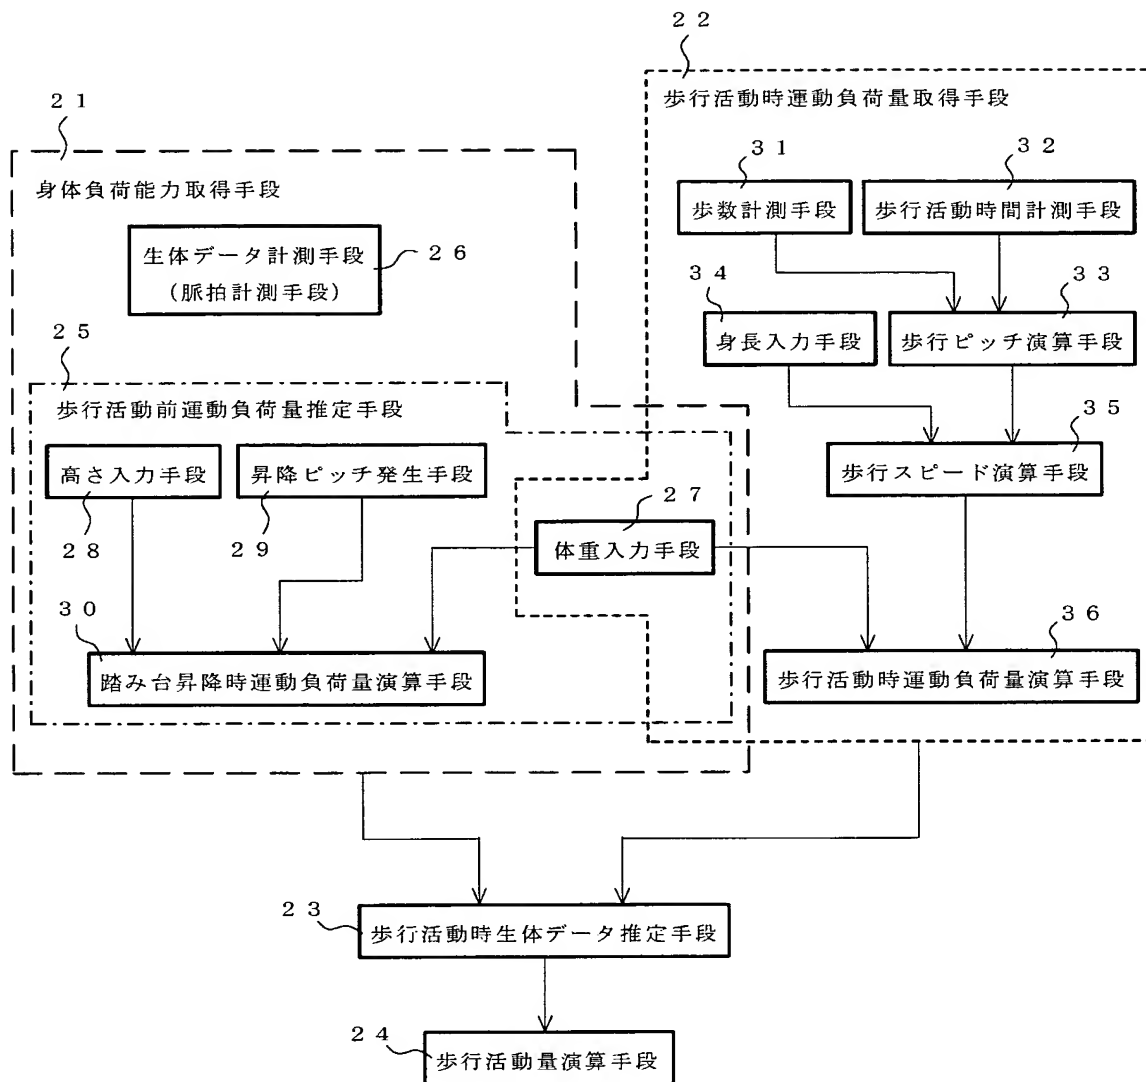 ２２
２１
歩行活動時運動負荷量取得手段
３１
３２
身体負荷能力取得手段
歩数計測手段
歩行活動時間計測手段
生体データ計測手段
(脈拍計測手段)
２６
３４
３３
２５
身長入力手段
歩行ピッチ演算手段
歩行活動前運動負荷量推定手段
３５
高さ入力手段
昇降ピッチ発生手段
歩行スピード演算手段
２７
２８
２９
体重入力手段
３０
３６
踏み台昇降時運動負荷量演算手段
歩行活動時運動負荷量演算手段
２３
歩行活動時生体データ推定手段
２４
歩行活動量演算手段